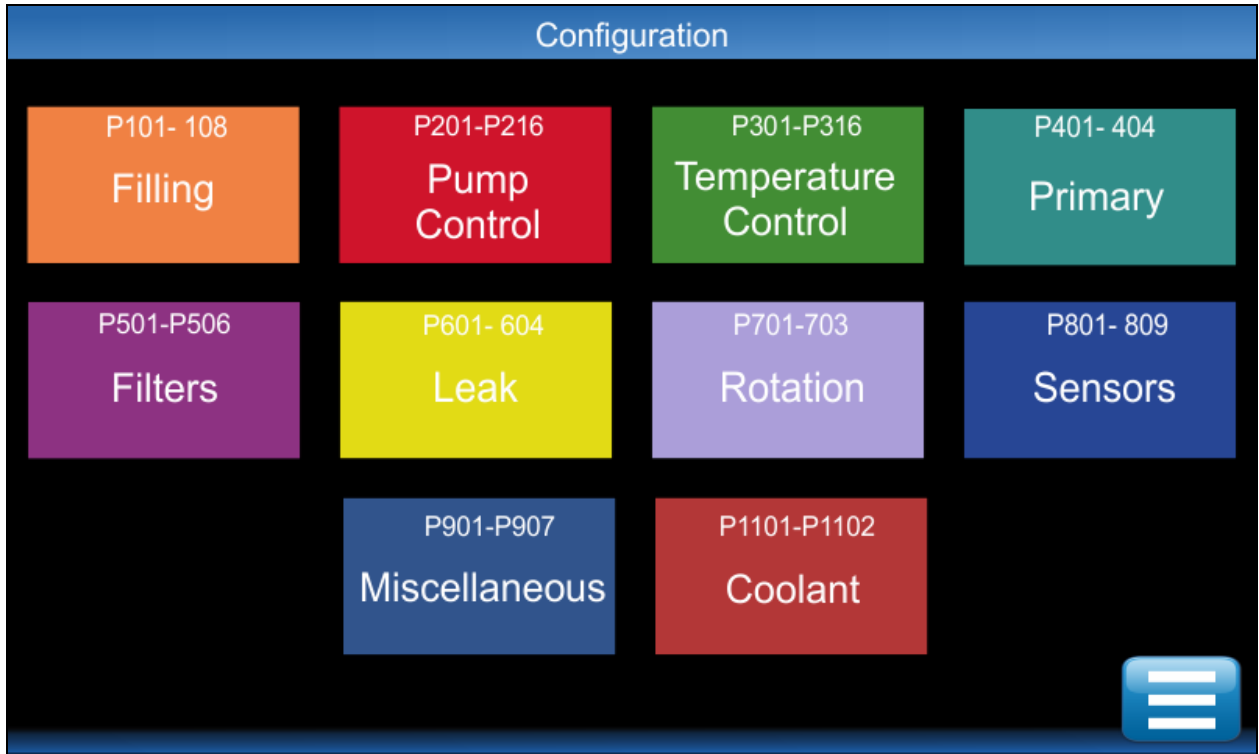 Configuration
P101- 108
Filling
P201-P216
Pump
Control
P301-P316
Temperature
Control
P401- 404
Primary
P501-P506
Filters
P601- 604
Leak
P701-703
Rotation
P801- 809
Sensors
P901-P907
Miscellaneous
P1101-P1102
Coolant